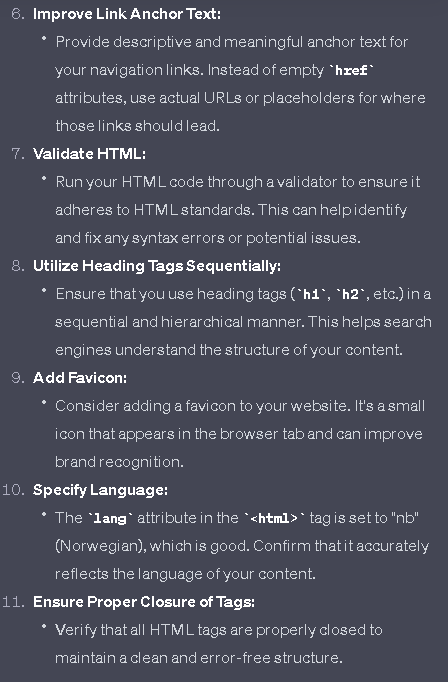 6. Improve Link Anchor Text:
• Provide descriptive and meaningful anchor text for
your navigation links. Instead of empty `href`
attributes, use actual URLs or placeholders for where
those links should lead.
7. Validate HTML:
• Run your HTML code through a validator to ensure it
adheres to HTML standards. This can help identify
and fix any syntax errors or potential issues.
8. Utilize Heading Tags Sequentially:
• Ensure that you use heading tags (`h1`, `h2`, etc.) in a
sequential and hierarchical manner. This helps search
engines understand the structure of your content.
9. Add Favicon:
• Consider adding a favicon to your website. It's a small
icon that appears in the browser tab and can improve
brand recognition.
10. Specify Language:
• The `lang` attribute in the `<html>` tag is set to "nb"
(Norwegian), which is good. Confirm that it accurately
reflects the language of your content.
11. Ensure Proper Closure of Tags:
• Verify that all HTML tags are properly closed to
maintain a clean and error-free structure.